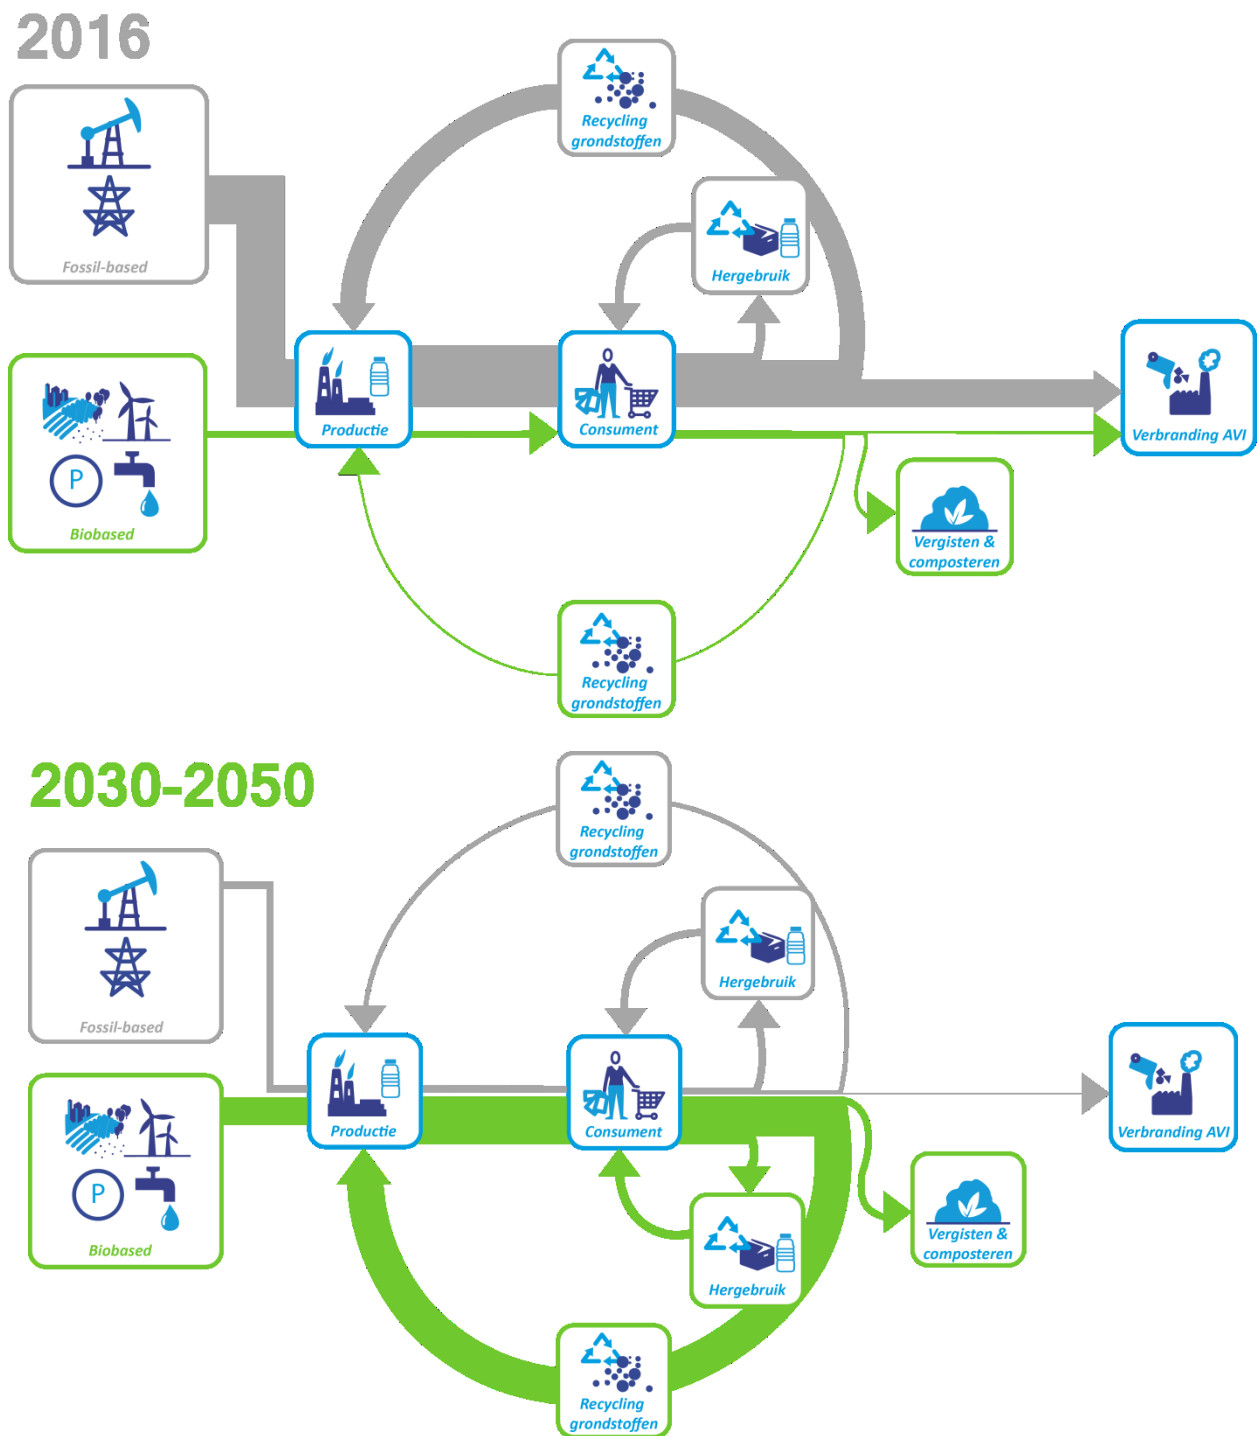 2016
Recycling
grondstoffen
Fossil-based
Hergebruik
Productie
Consument
Verbranding AVI
P
Biobased
Vergisten &
composteren
Recycling
grondstoffen
2030-2050
Recycling
grondstoffen
Fossil-based
Hergebruik
Productie
Consument
Verbranding AVI
P
Biobased
Vergisten &
composteren
Hergebruik
Recycling
grondstoffen